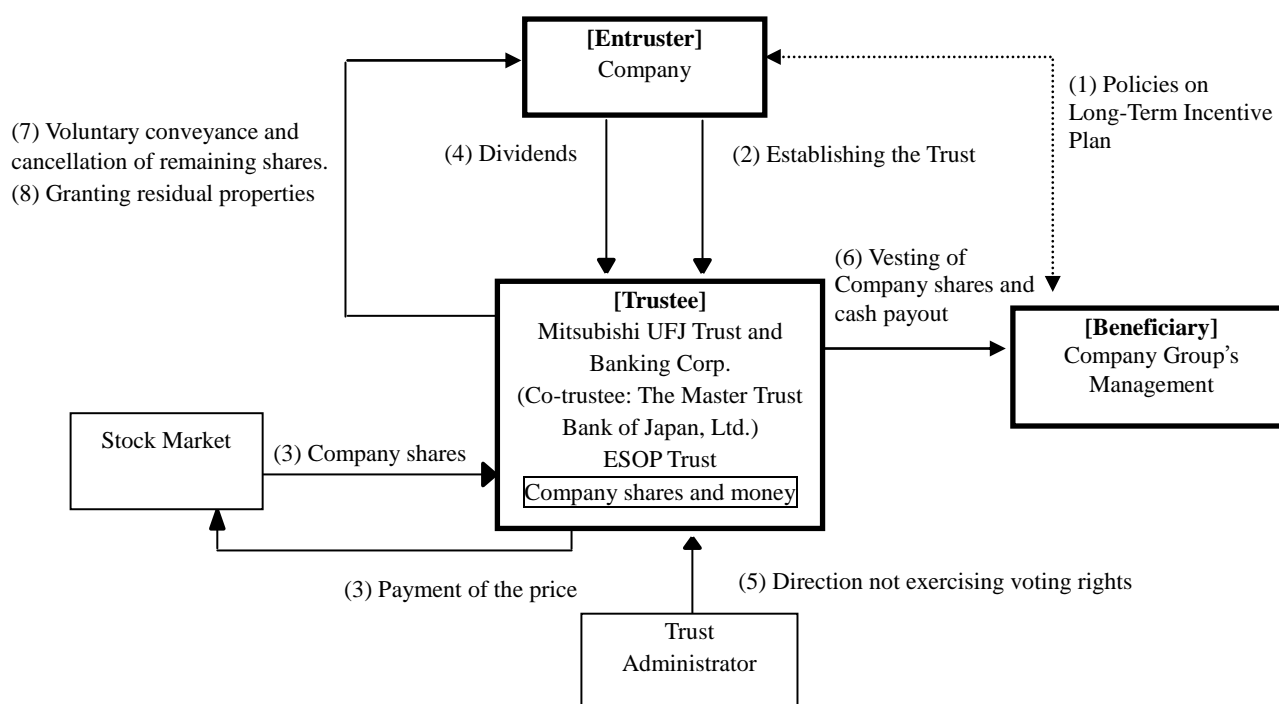 [Entruster]
Company
(1) Policies on
Long-Term Incentive
Plan
(7) Voluntary conveyance and
cancellation of remaining shares.
(8) Granting residual properties
(4) Dividends
(2) Establishing the Trust
(6) Vesting of
Company shares and
cash payout
[Trustee]
Mitsubishi UFJ Trust and
Banking Corp.
(Co-trustee: The Master Trust
Bank of Japan, Ltd.)
ESOP Trust
Company shares and money
[Beneficiary]
Company Group’s
Management
Stock Market
(3) Company shares
(3) Payment of the price
(5) Direction not exercising voting rights
Trust
Administrator